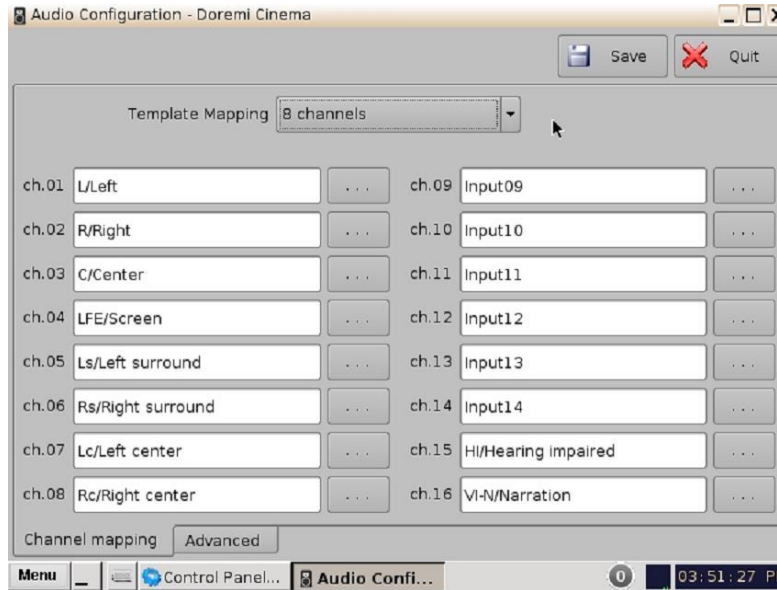 Audio Configuration - Doremi Cinema
Save
Quit
Template Mapping 8 channels
ch.01 L/Left ...
ch.02 R/Right ...
ch.03 C/Center ...
ch.04 LFE/Screen ...
ch.05 Ls/Left surround ...
ch.06 Rs/Right surround ...
ch.07 Lc/Left center ...
ch.08 Rc/Right center ...
ch.09 Input09 ...
ch.10 Input10 ...
ch.11 Input11 ...
ch.12 Input12 ...
ch.13 Input13 ...
ch.14 Input14 ...
ch.15 HI/Hearing impaired ...
ch.16 VI-N/Narration ...
Channel mapping
Advanced
Menu
Control Panel...
Audio Confi...
0
03:51:27 P